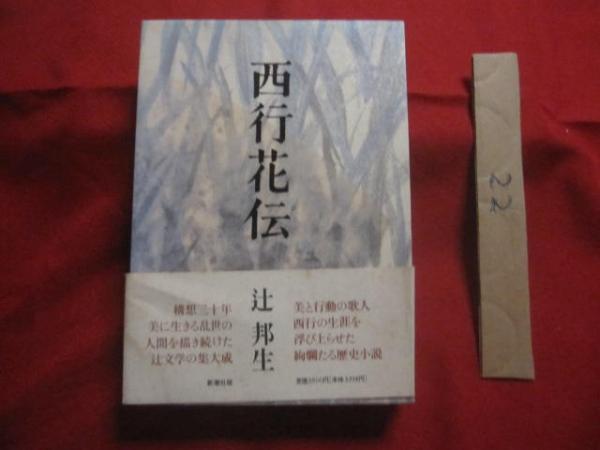 西行花伝
辻 邦生
美と行動の歌人
西行の生涯を
浮び上らせた
絢爛たる歴史小説
構想三十年
美に生きる乱世の
人間を描き続けた
辻文学の集大成
新潮社版
22